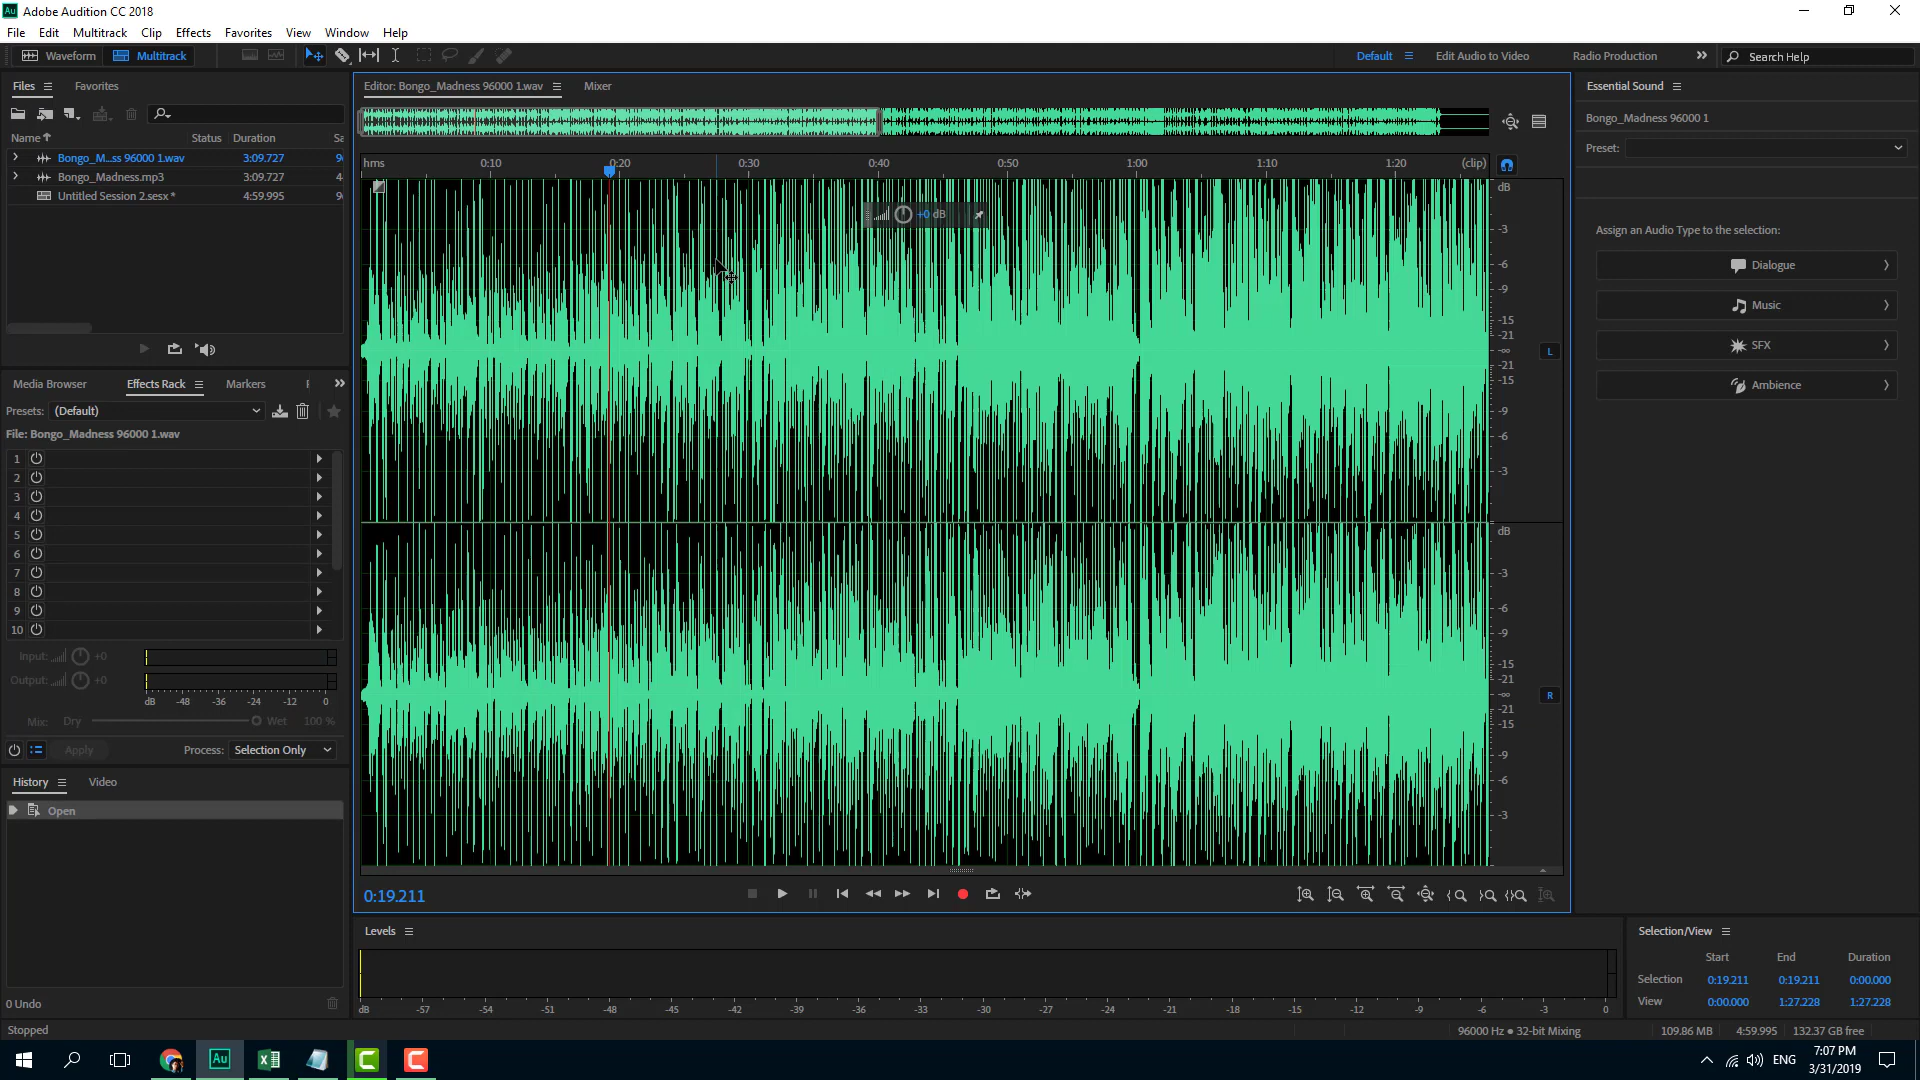 Au Adobe Audition CC 2018
File Edit Multitrack Clip Effects Favorites View Window Help
Waveform Multitrack Default Edit Audio to Video Radio Production Search Help
Files Favorites
Name Status Duration
Bongo_M...ss 96000 1.wav 3:09.727
Bongo_Madness.mp3 3:09.727
Untitled Session 2.sesx * 4:59.995
Media Browser Effects Rack Markers
Presets: (Default)
File: Bongo_Madness 96000 1.wav
1
2
3
4
5
6
7
8
9
10
Input: +0
Output: +0
dB -48 -36 -24 -12 0
Mix: Dry Wet 100 %
Apply Process: Selection Only
History Video
Open
0 Undo
Stopped
Editor: Bongo_Madness 96000 1.wav Mixer
hms 0:10 0:20 0:30 0:40 0:50 1:00 1:10 1:20 (clip)
+0 dB
dB
-3
-6
-9
-15
-21
-∞
-21
-15
-9
-6
-3
L
dB
-3
-6
-9
-15
-21
-∞
-21
-15
-9
-6
-3
R
0:19.211
Levels
dB -57 -54 -51 -48 -45 -42 -39 -36 -33 -30 -27 -24 -21 -18 -15 -12 -9 -6 -3 0
Essential Sound
Bongo_Madness 96000 1
Preset:
Assign an Audio Type to the selection:
Dialogue
Music
SFX
Ambience
Selection/View
Start End Duration
Selection 0:19.211 0:19.211 0:00.000
View 0:00.000 1:27.228 1:27.228
96000 Hz ● 32-bit Mixing 109.86 MB 4:59.995 132.37 GB free
Au ENG 7:07 PM
3/31/2019